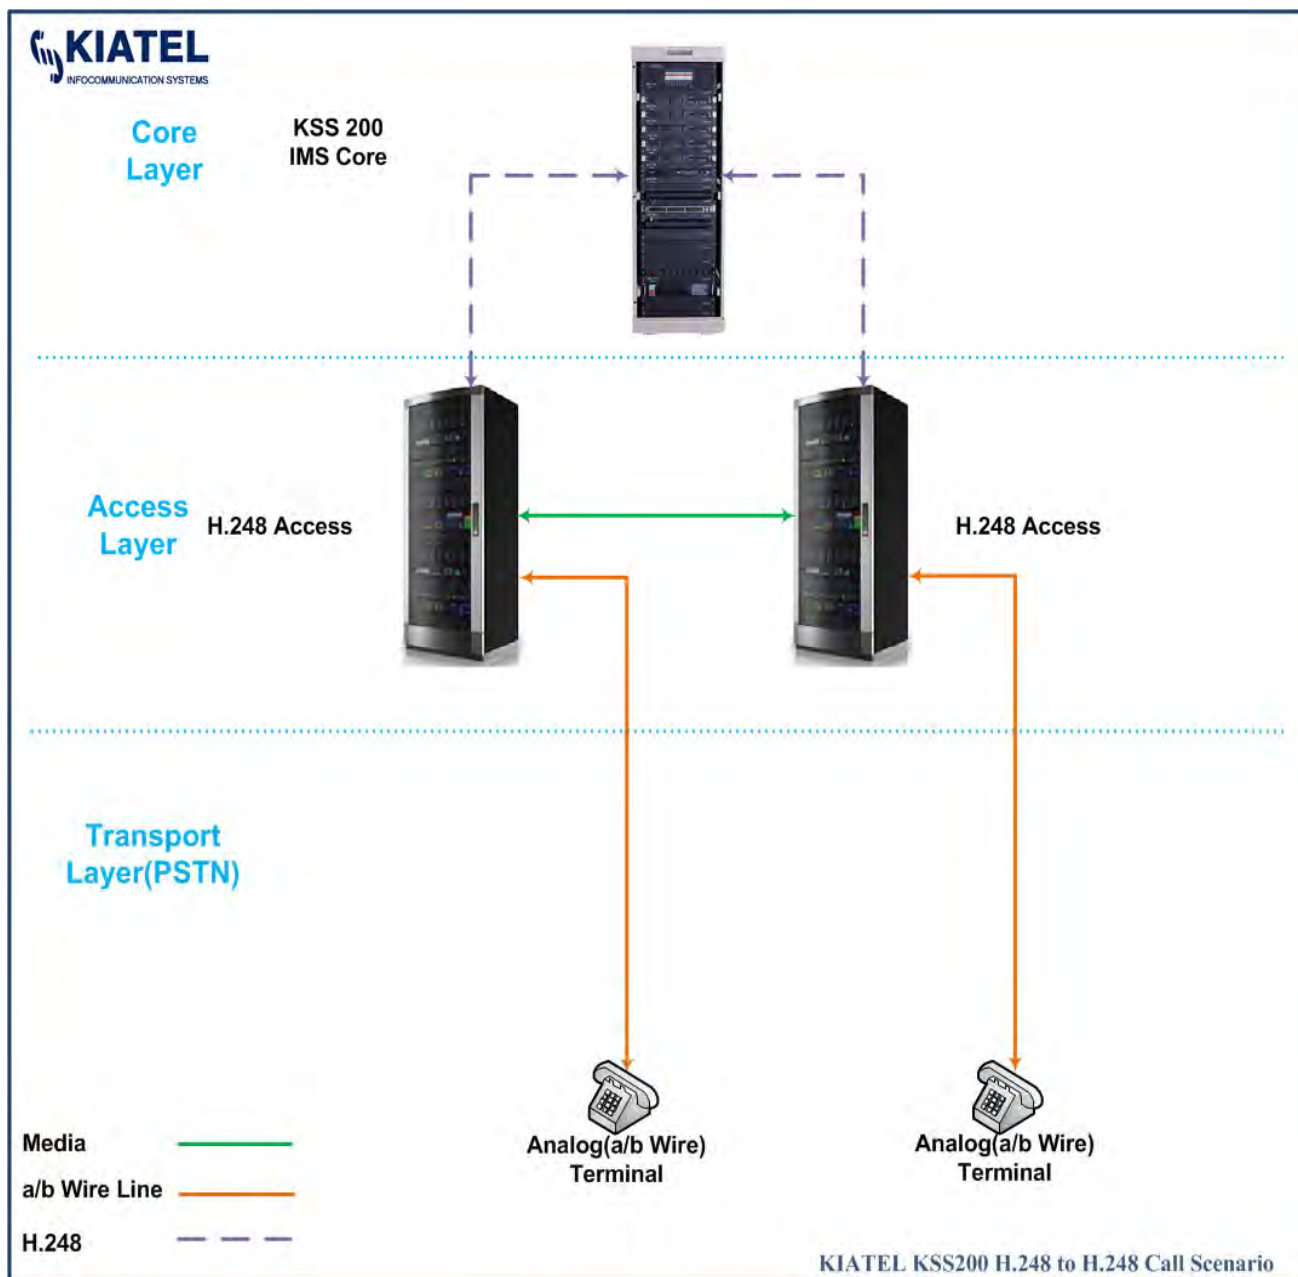 KIATEL
INFOCOMMUNICATION SYSTEMS
Core
Layer
KSS 200
IMS Core
Access
Layer
H.248 Access
H.248 Access
Transport
Layer(PSTN)
Analog(a/b Wire)
Terminal
Analog(a/b Wire)
Terminal
Media
a/b Wire Line
H.248
KIATEL KSS200 H.248 to H.248 Call Scenario